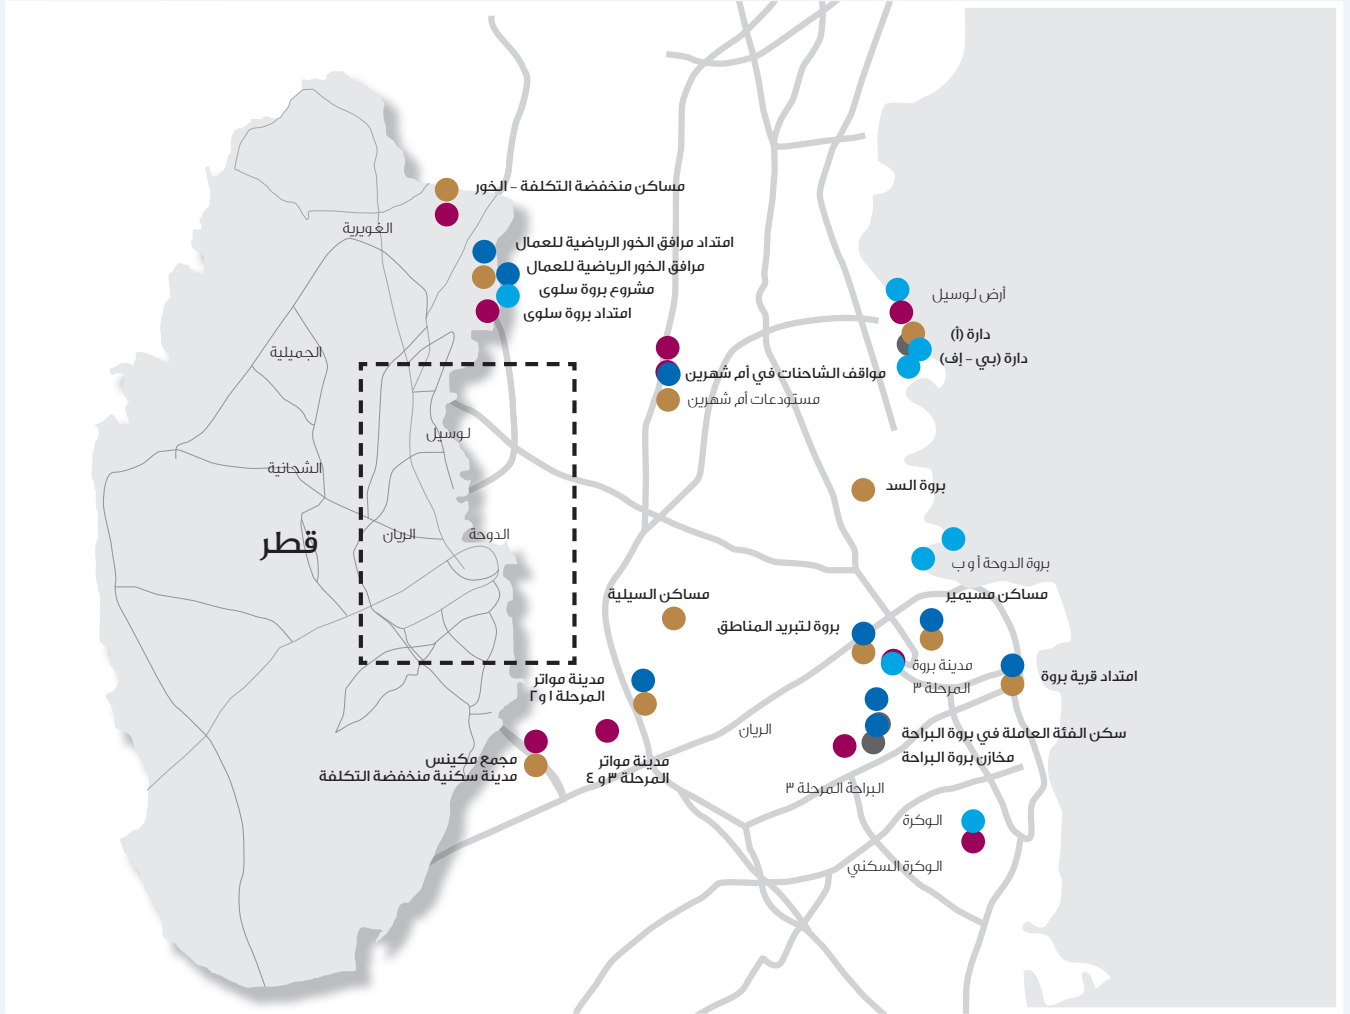 مساكن منخفضة التكلفة - الخور
الغويرية
امتداد مرافق الخور الرياضية للعمال
مرافق الخور الرياضية للعمال
مشروع بروة سلوى
امتداد بروة سلوى
أرض لوسيل
دارة (أ)
دارة (بي - إف)
الجميلية
مواقف الشاحنات في أم شهرين
مستودعات أم شهرين
لوسيل
الشحانية
بروة السد
قطر
الريان
الدوحة
بروة الدوحة أ و ب
مساكن السيلية
مساكن مسيمير
بروة لتبريد المناطق
مدينة بروة
المرحلة ٣
امتداد قرية بروة
مدينة مواتر
المرحلة ١ و٢
الريان
سكن الفئة العاملة في بروة البراحة
مخازن بروة البراحة
مجمع مكينس
مدينة سكنية منخفضة التكلفة
مدينة مواتر
المرحلة ٣ و ٤
البراحة المرحلة ٣
الوكرة
الوكرة السكني